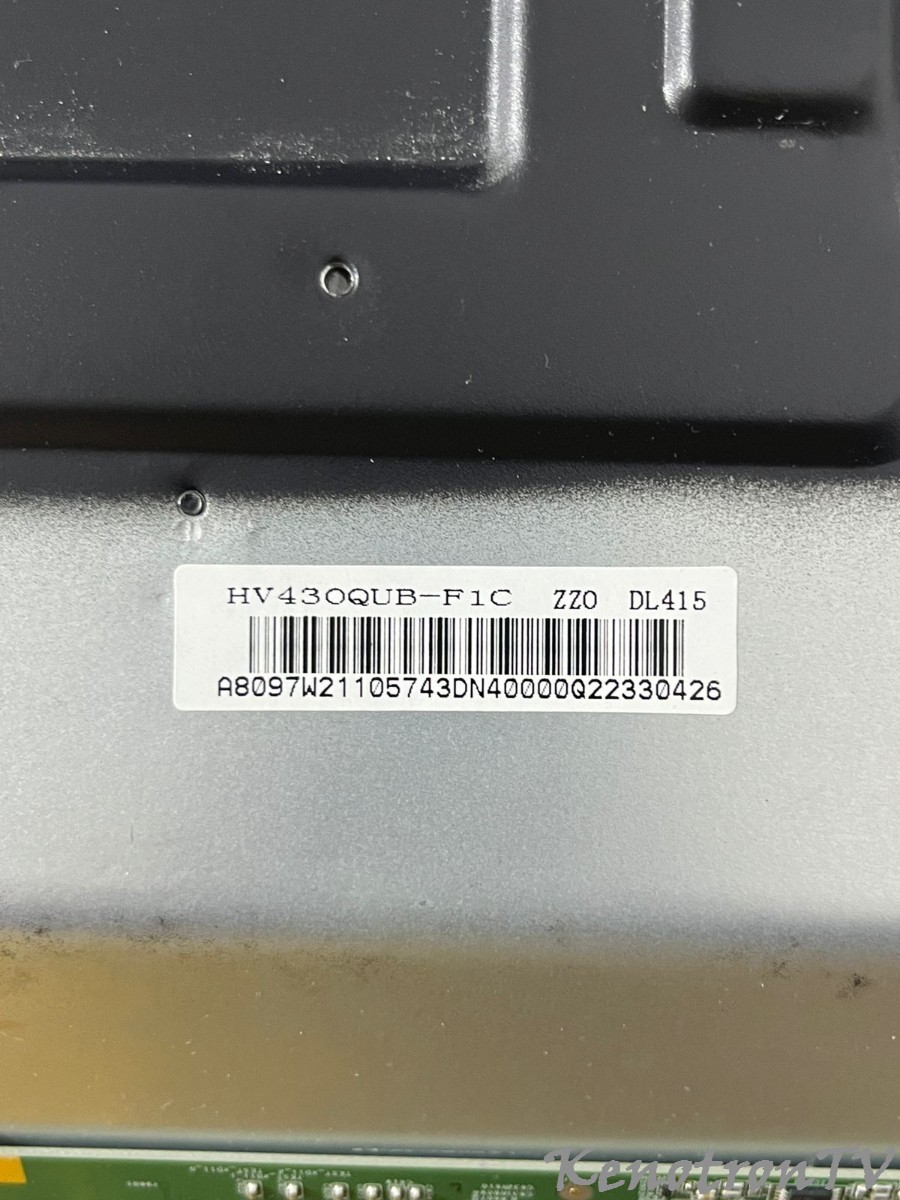 HV430QUB-F1C ZZ0 DL415
A8097W21105743DN40000Q22330426
KenotronTV